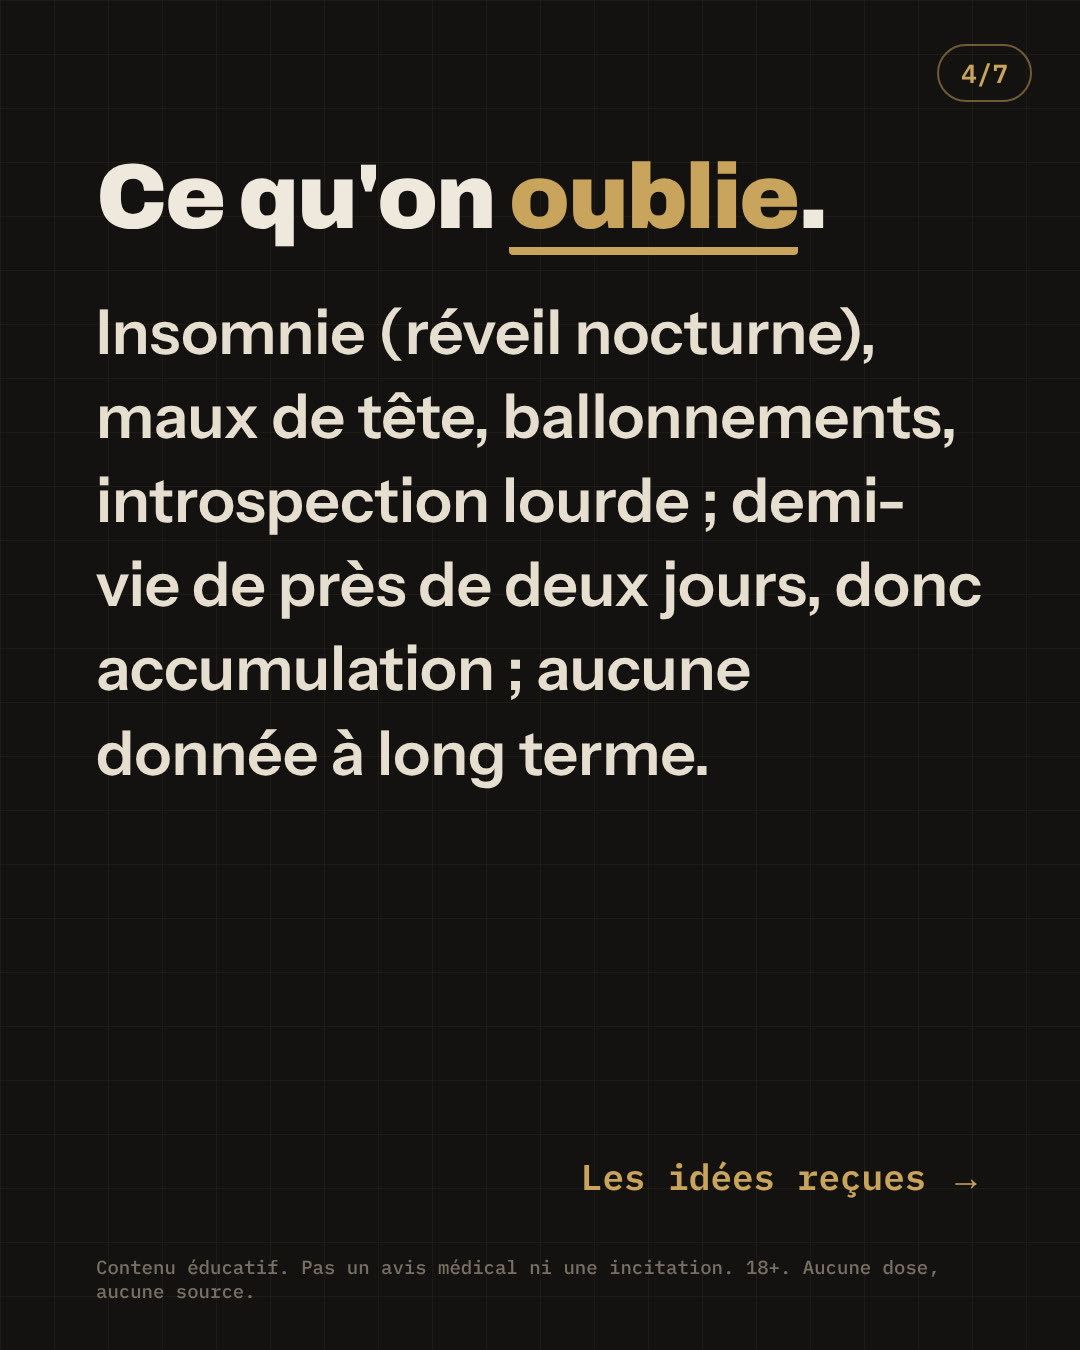 4/7
Ce qu'on oublie.
Insomnie (réveil nocturne),
maux de tête, ballonnements,
introspection lourde ; demi-
vie de près de deux jours, donc
accumulation ; aucune
donnée à long terme.
Les idées reçues →
Contenu éducatif. Pas un avis médical ni une incitation. 18+. Aucune dose,
aucune source.